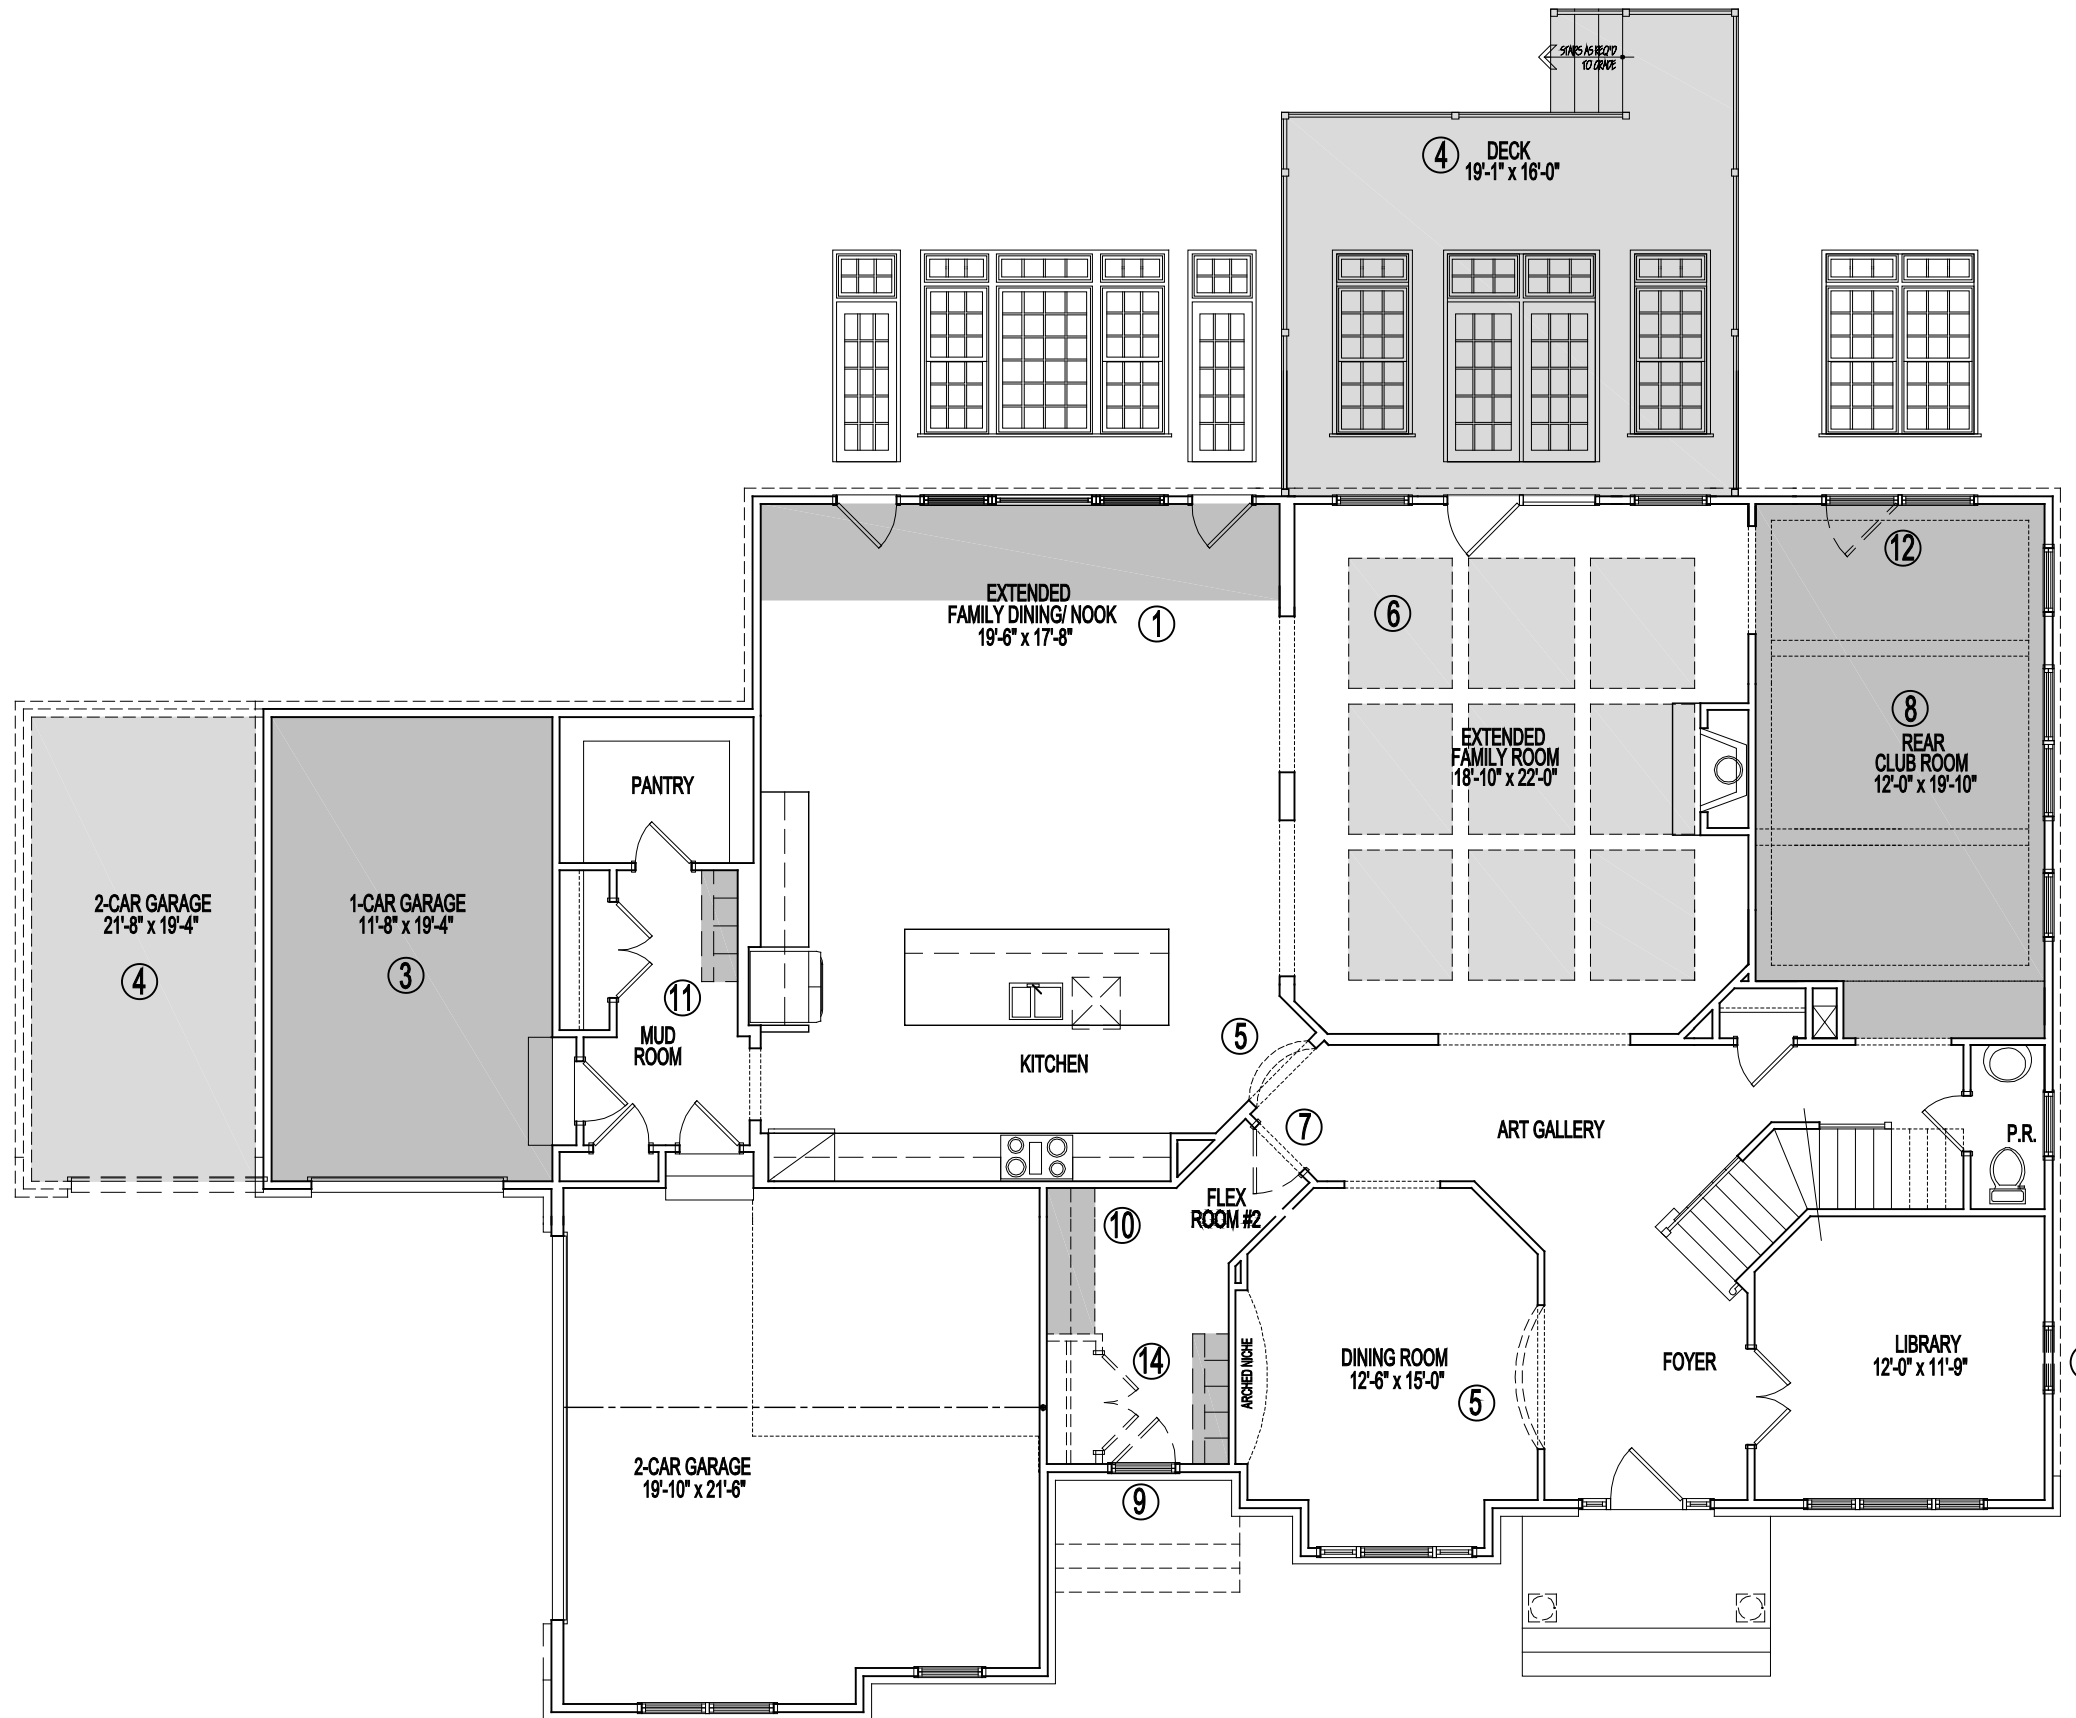 STAIRS AS REQ'D
TO GRADE
4
DECK
19'-1" x 16'-0"
12
EXTENDED
FAMILY DINING/ NOOK
19'-6" x 17'-8"
1
6
8
REAR
CLUB ROOM
12'-0" x 19'-10"
EXTENDED
FAMILY ROOM
18'-10" x 22'-0"
PANTRY
2-CAR GARAGE
21'-8" x 19'-4"
4
1-CAR GARAGE
11'-8" x 19'-4"
3
11
MUD
ROOM
KITCHEN
5
7
ART GALLERY
P.R.
FLEX
ROOM #2
10
14
ARCHED NICHE
DINING ROOM
12'-6" x 15'-0"
5
FOYER
LIBRARY
12'-0" x 11'-9"
2-CAR GARAGE
19'-10" x 21'-6"
9